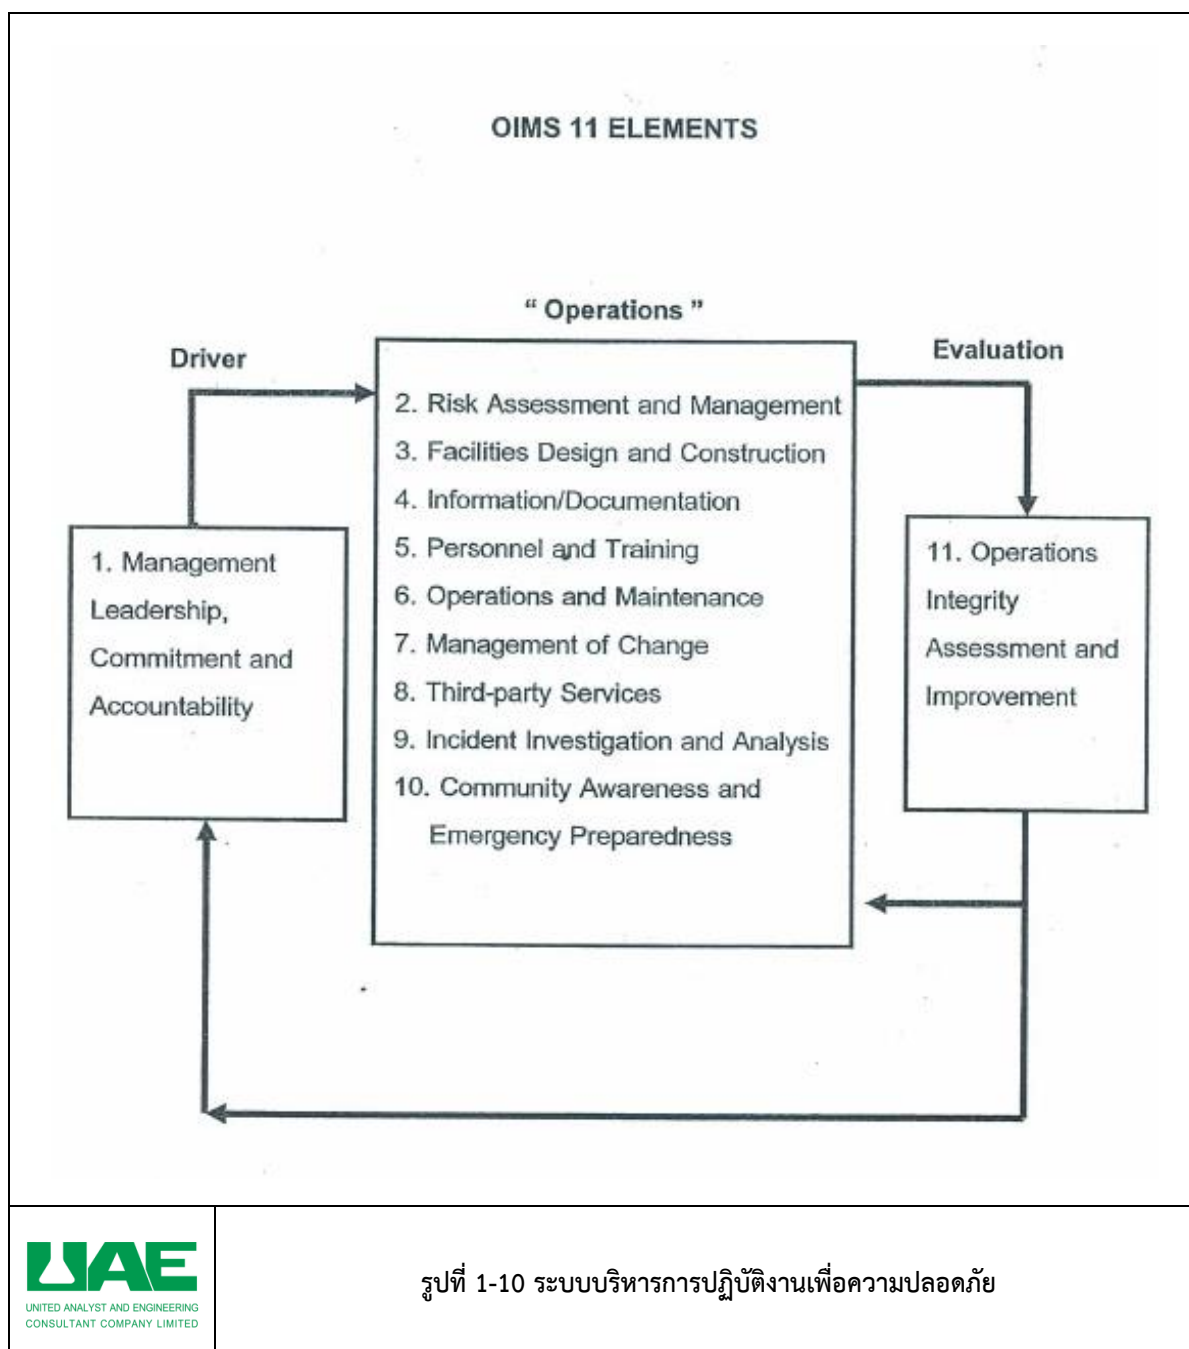 OIMS 11 ELEMENTS
“ Operations ”
Driver
Evaluation
1. Management
Leadership,
Commitment and
Accountability
2. Risk Assessment and Management
3. Facilities Design and Construction
4. Information/Documentation
5. Personnel and Training
6. Operations and Maintenance
7. Management of Change
8. Third-party Services
9. Incident Investigation and Analysis
10. Community Awareness and
Emergency Preparedness
11. Operations
Integrity
Assessment and
Improvement
UAE
UNITED ANALYST AND ENGINEERING
CONSULTANT COMPANY LIMITED
รูปที่ 1-10 ระบบบริหารการปฏิบัติงานเพื่อความปลอดภัย